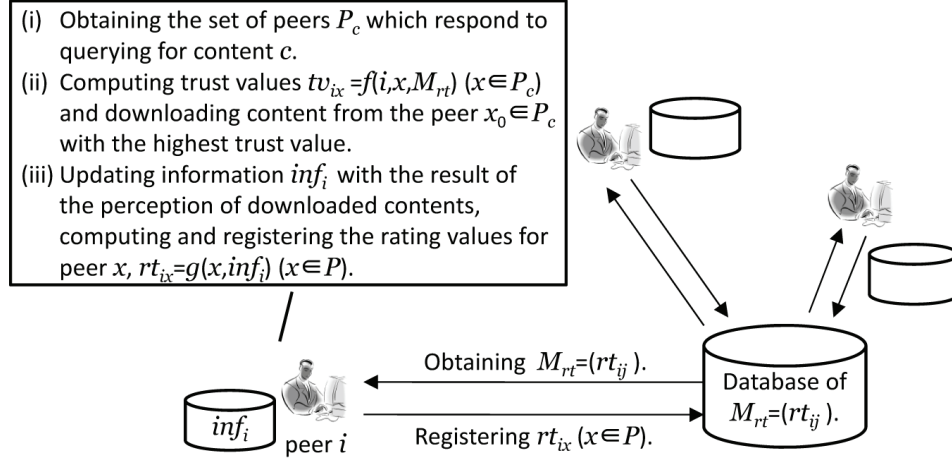 (i) Obtaining the set of peers P_c which respond to
querying for content c.
(ii) Computing trust values tv_ix =f(i,x,M_rt) (x∈P_c)
and downloading content from the peer x_0∈P_c
with the highest trust value.
(iii) Updating information inf_i with the result of
the perception of downloaded contents,
computing and registering the rating values for
peer x, rt_ix=g(x,inf_i) (x∈P).
Obtaining M_rt=(rt_ij ).
Database of
M_rt=(rt_ij ).
inf_i
peer i
Registering rt_ix (x∈P).